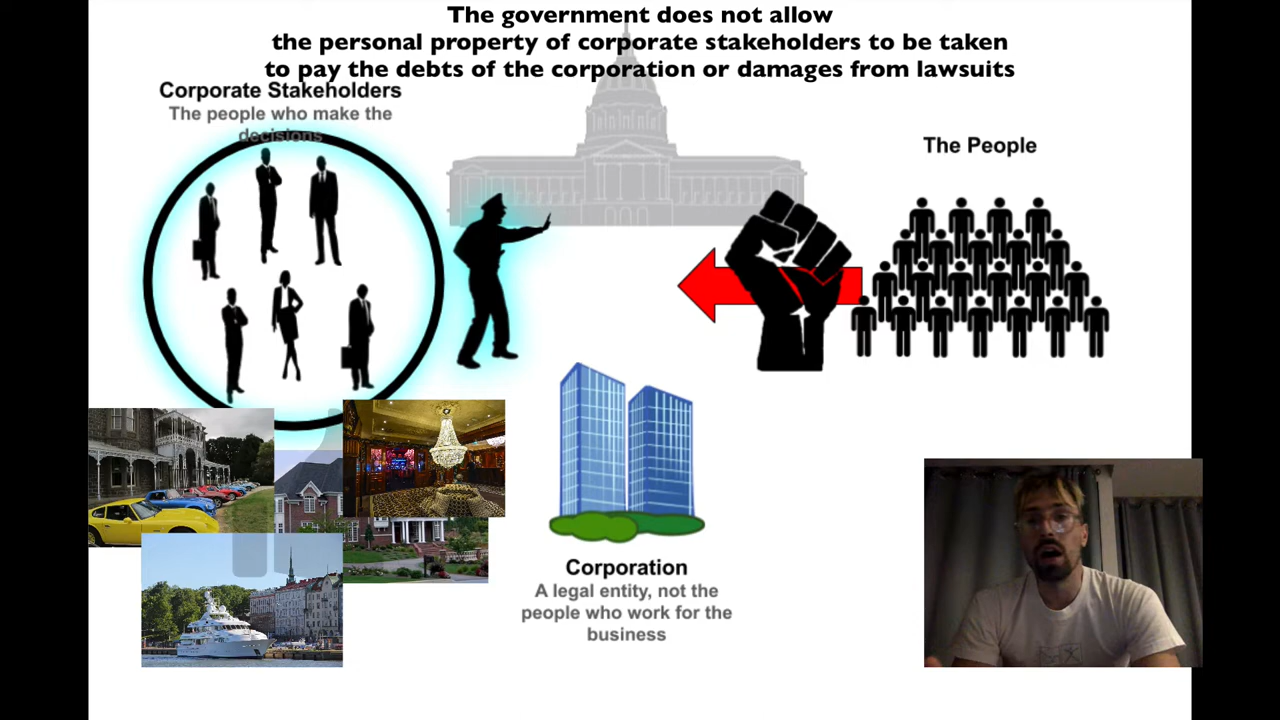 The government does not allow
the personal property of corporate stakeholders to be taken
to pay the debts of the corporation or damages from lawsuits
Corporate Stakeholders
The people who make the
decisions
The People
Corporation
A legal entity, not the
people who work for the
business